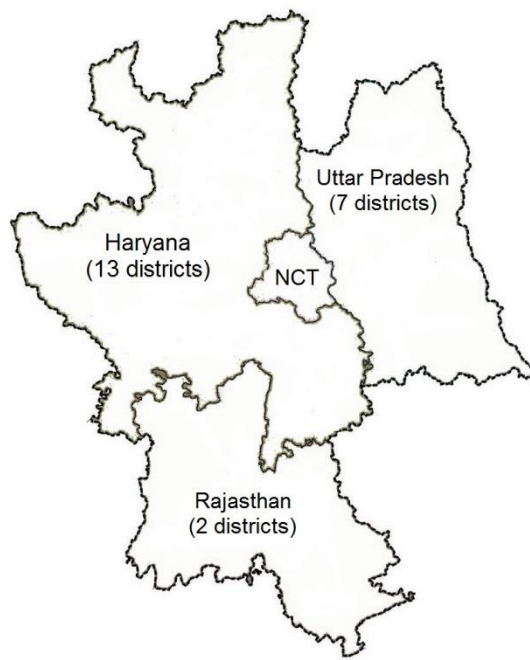 Uttar Pradesh
(7 districts)
Haryana
(13 districts)
NCT
Rajasthan
(2 districts)